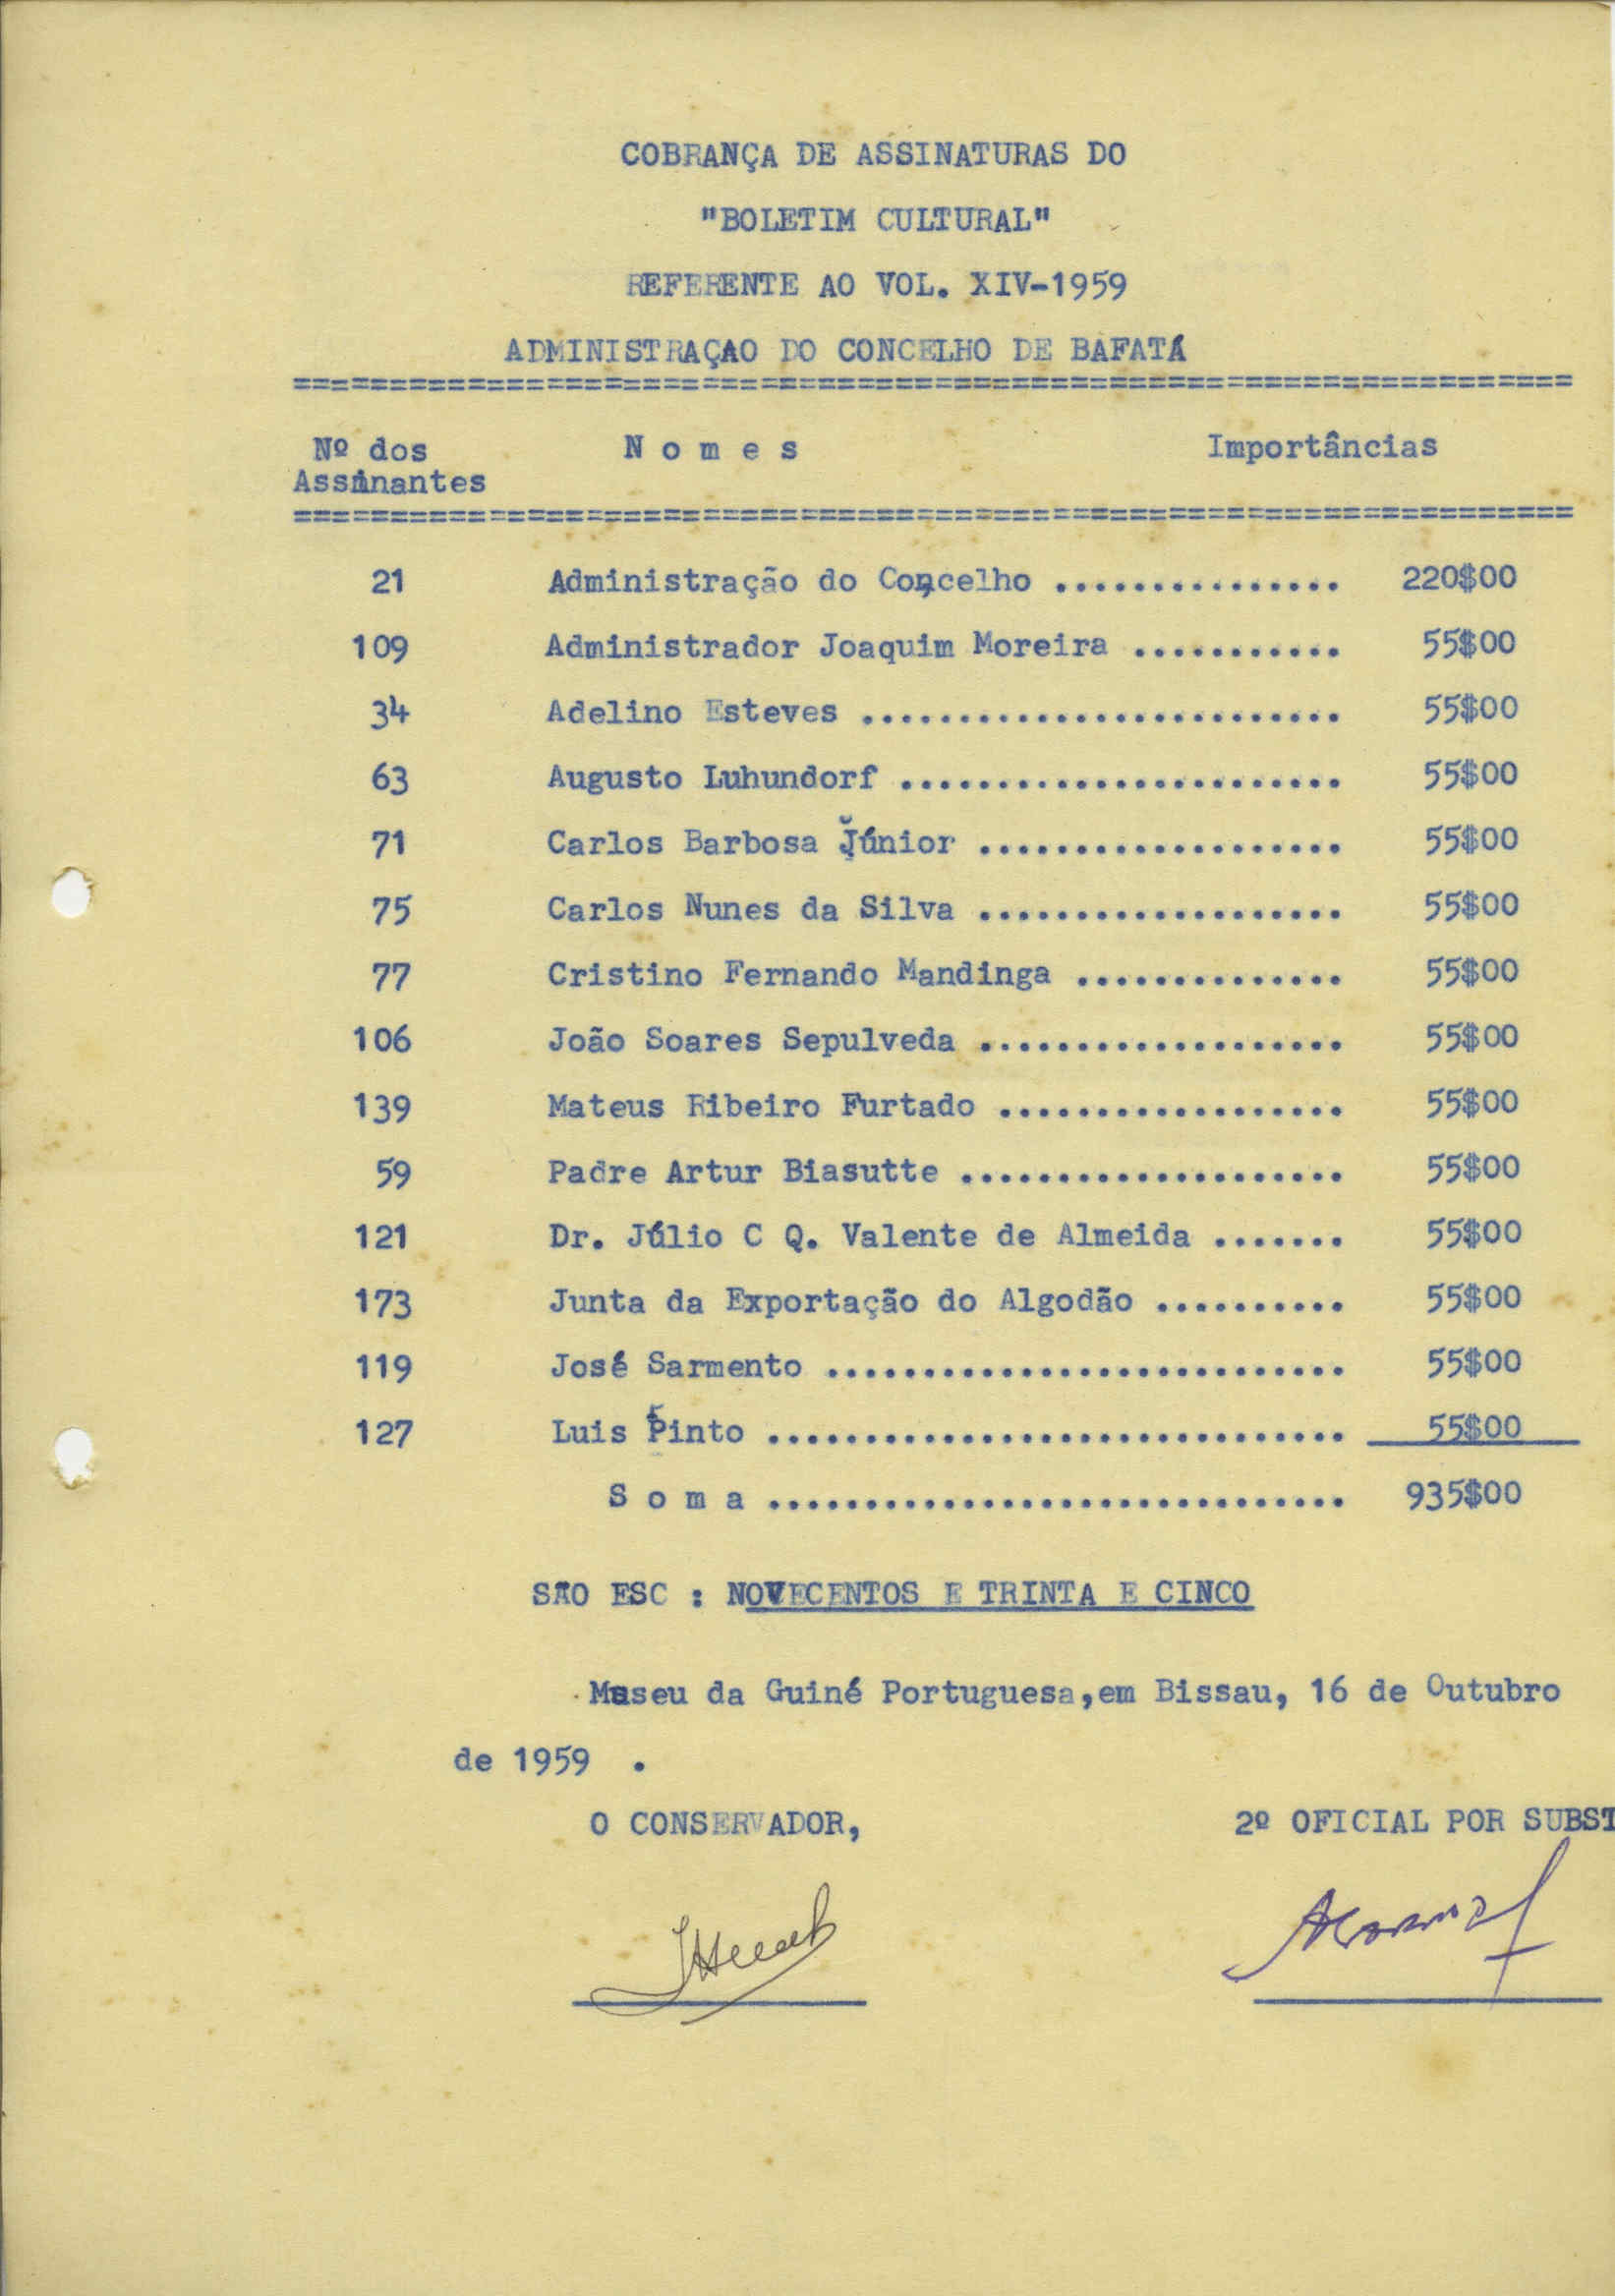 COBRANÇA DE ASSINATURAS DO
"BOLETIM CULTURAL"
REFERENTE AO VOL. XIV-1959
ADMINISTRAÇAO DO CONCELHO DE BAFATÁ
==================================================================
Nº dos Nomes Importâncias
Assinantes
==================================================================
21 Administração do Concelho ............... 220$00
109 Administrador Joaquim Moreira ........... 55$00
34 Adelino Esteves ......................... 55$00
63 Augusto Luhundorf ....................... 55$00
71 Carlos Barbosa Júnior ................... 55$00
75 Carlos Nunes da Silva ................... 55$00
77 Cristino Fernando Mandinga .............. 55$00
106 João Soares Sepulveda ................... 55$00
139 Mateus Ribeiro Furtado .................. 55$00
59 Padre Artur Biasutte .................... 55$00
121 Dr. Júlio C Q. Valente de Almeida ....... 55$00
173 Junta da Exportação do Algodão .......... 55$00
119 José Sarmento ........................... 55$00
127 Luis Pinto .............................. 55$00
Soma .............................. 935$00
SÃO ESC : NOVECENTOS E TRINTA E CINCO
Museu da Guiné Portuguesa,em Bissau, 16 de Outubro
de 1959 .
O CONSERVADOR, 2º OFICIAL POR SUBST